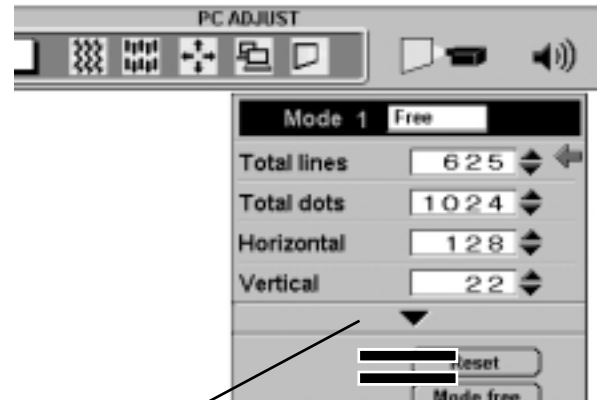 PC ADJUST
Mode 1 Free
Total lines 625
Total dots 1024
Horizontal 128
Vertical 22
Reset
Mode free